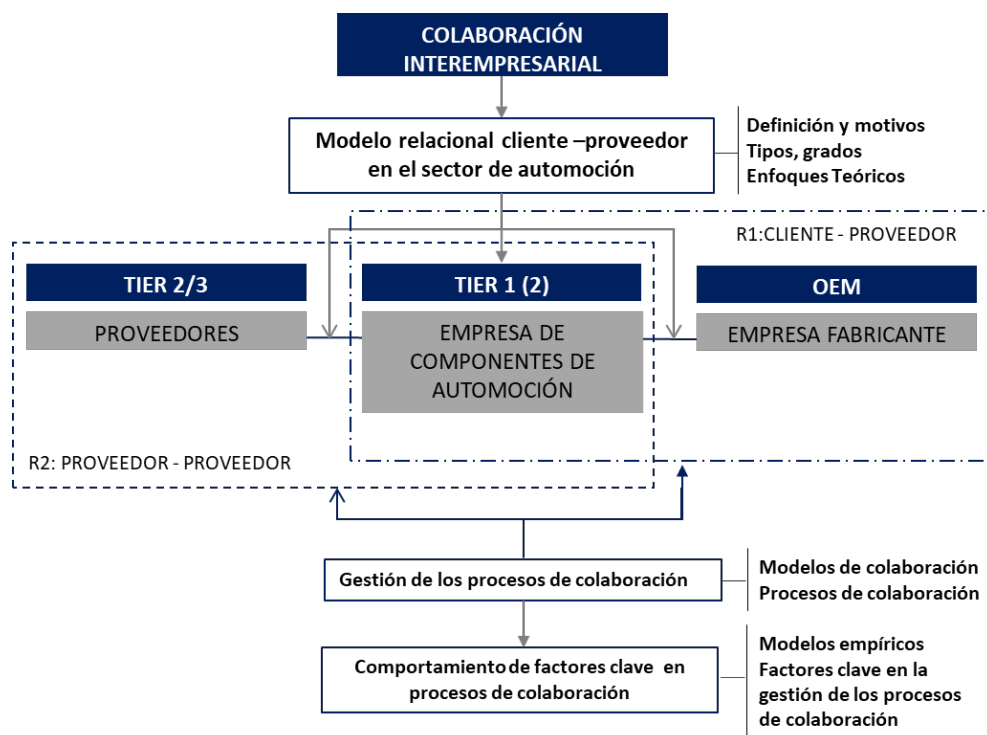 COLABORACIÓN
INTEREMPRESARIAL
Modelo relacional cliente –proveedor
en el sector de automoción
Definición y motivos
Tipos, grados
Enfoques Teóricos
R1:CLIENTE - PROVEEDOR
TIER 2/3
TIER 1 (2)
OEM
PROVEEDORES
EMPRESA DE
COMPONENTES DE
AUTOMOCIÓN
EMPRESA FABRICANTE
R2: PROVEEDOR - PROVEEDOR
Gestión de los procesos de colaboración
Modelos de colaboración
Procesos de colaboración
Comportamiento de factores clave en
procesos de colaboración
Modelos empíricos
Factores clave en la
gestión de los procesos
de colaboración